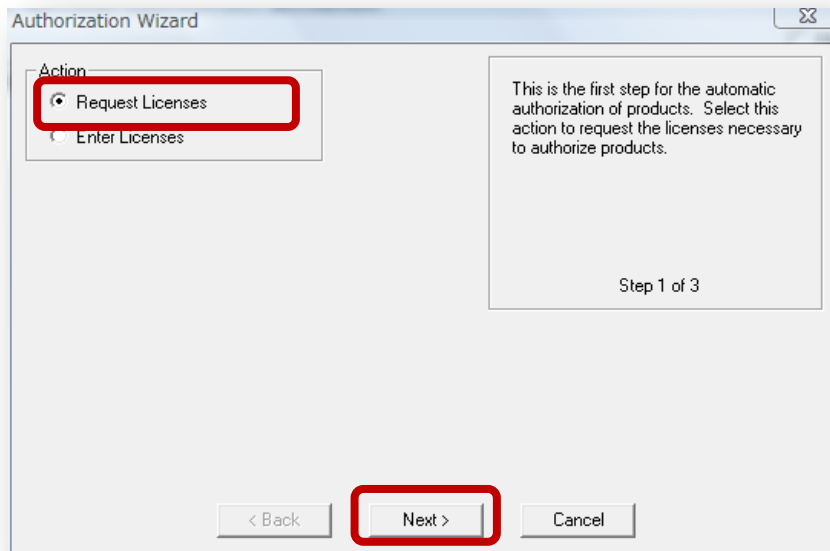 Authorization Wizard
Action
Request Licenses
Enter Licenses
This is the first step for the automatic
authorization of products.  Select this
action to request the licenses necessary
to authorize products.
Step 1 of 3
< Back
Next >
Cancel